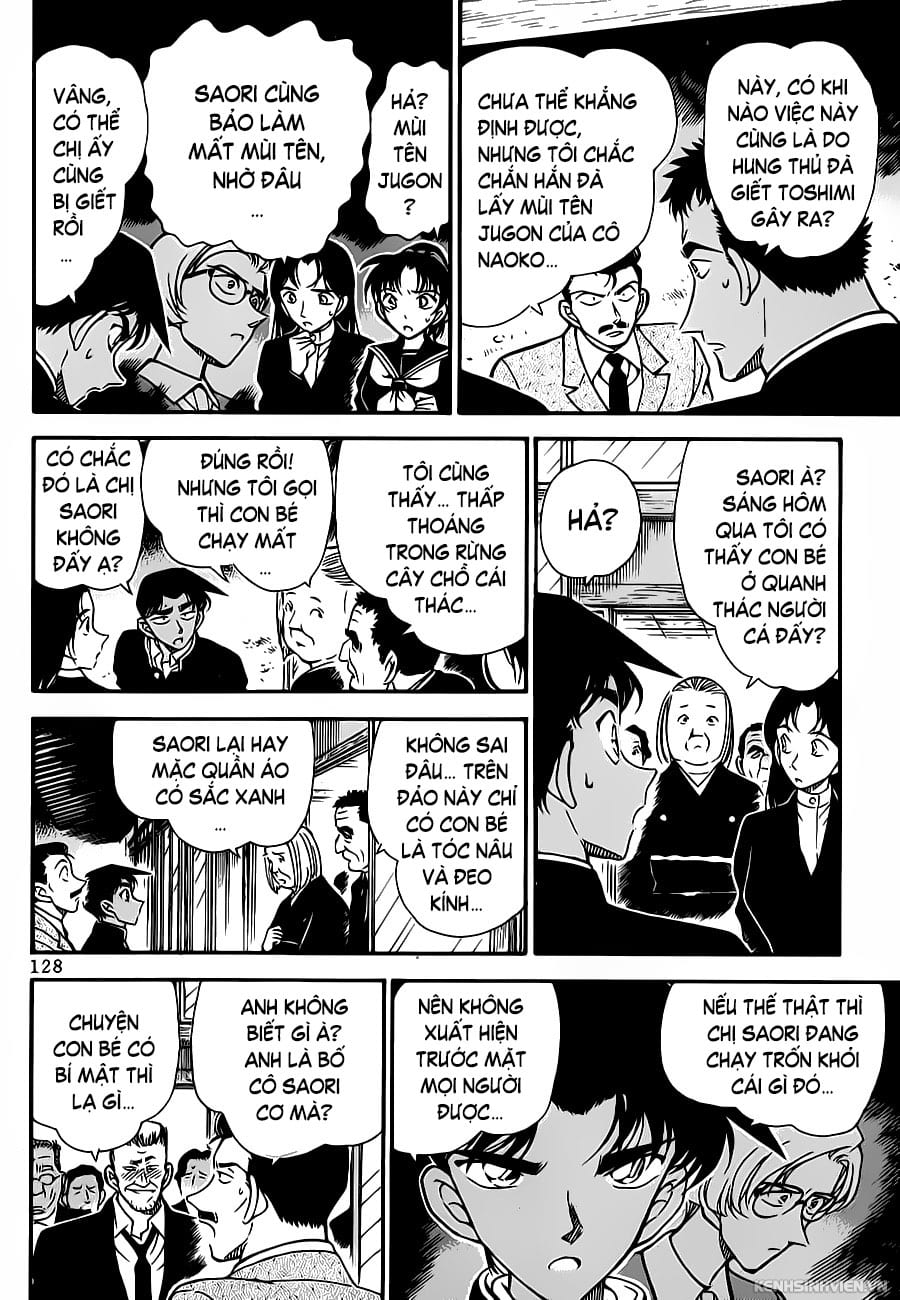 NÀY, CÓ KHI
NÀO VIỆC NÀY
CŨNG LÀ DO
HUNG THỦ ĐÃ
GIẾT TOSHIMI
GÂY RA?
CHƯA THỂ KHẲNG
ĐỊNH ĐƯỢC,
NHƯNG TÔI CHẮC
CHẮN HẮN ĐÃ
LẤY MŨI TÊN
JUGON CỦA CÔ
NAOKO...
HẢ?
MŨI
TÊN
JUGON
?
SAORI CŨNG
BẢO LÀM
MẤT MŨI TÊN,
NHỜ ĐÂU
...
VÂNG,
CÓ THỂ
CHỊ ẤY
CŨNG
BỊ GIẾT
RỒI
...
SAORI À?
SÁNG HÔM
QUA TÔI CÓ
THẤY CON BÉ
Ở QUANH
THÁC NGƯỜI
CÁ ĐẤY?
HẢ?
TÔI CŨNG
THẤY... THẤP
THOÁNG
TRONG RỪNG
CÂY CHỖ CÁI
THÁC...
ĐÚNG RỒI!
NHƯNG TÔI GỌI
THÌ CON BÉ
CHẠY MẤT
...
CÓ CHẮC
ĐÓ LÀ CHỊ
SAORI
KHÔNG
ĐẤY Ạ?
KHÔNG SAI
ĐÂU... TRÊN
ĐẢO NÀY CHỈ
CÓ CON BÉ
LÀ TÓC NÂU
VÀ ĐEO
KÍNH...
SAORI LẠI HAY
MẶC QUẦN ÁO
CÓ SẮC XANH
...
128
NẾU THẾ THẬT THÌ
CHỊ SAORI ĐANG
CHẠY TRỐN KHỎI
CÁI GÌ ĐÓ...
NÊN KHÔNG
XUẤT HIỆN
TRƯỚC MẶT
MỌI NGƯỜI
ĐƯỢC...
ANH KHÔNG
BIẾT GÌ À?
ANH LÀ BỐ
CÔ SAORI
CƠ MÀ?
CHUYỆN
CON BÉ CÓ
BÍ MẬT THÌ
LẠ GÌ...
KENHSINHVIEN.VN